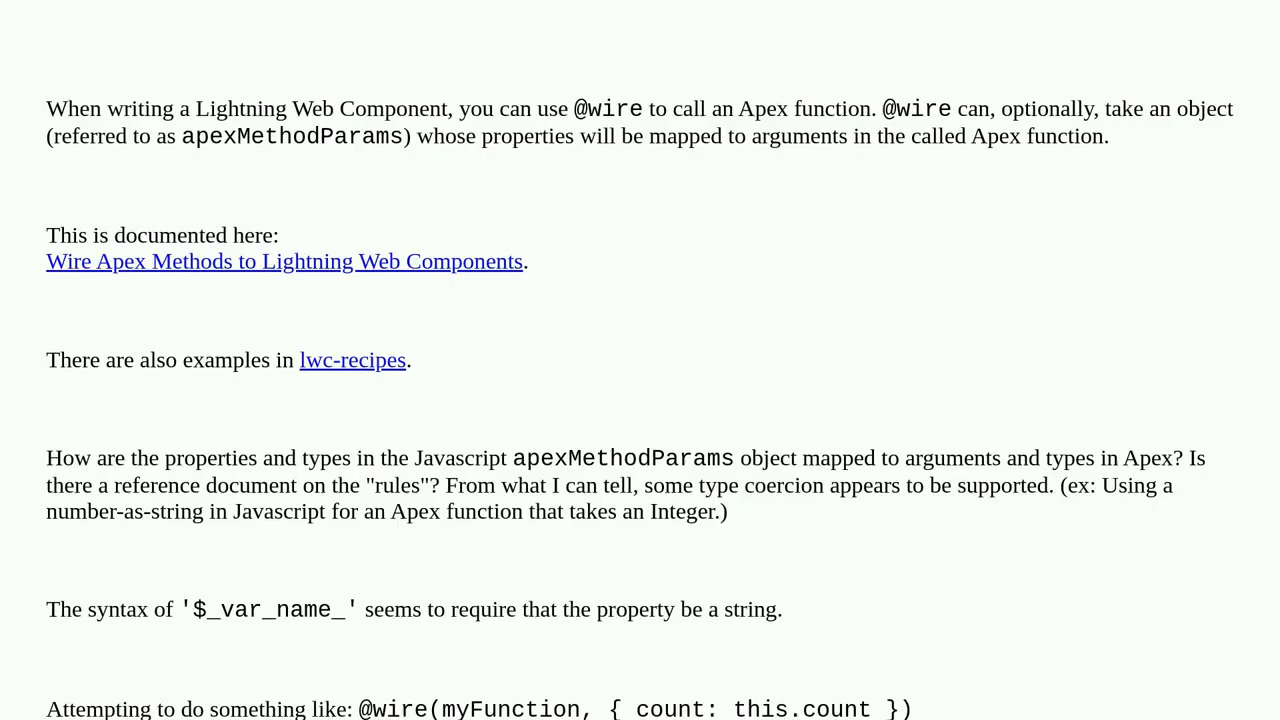 When writing a Lightning Web Component, you can use @wire to call an Apex function. @wire can, optionally, take an object
(referred to as apexMethodParams) whose properties will be mapped to arguments in the called Apex function.
This is documented here:
Wire Apex Methods to Lightning Web Components.
There are also examples in lwc-recipes.
How are the properties and types in the Javascript apexMethodParams object mapped to arguments and types in Apex? Is
there a reference document on the "rules"? From what I can tell, some type coercion appears to be supported. (ex: Using a
number-as-string in Javascript for an Apex function that takes an Integer.)
The syntax of '$_var_name_' seems to require that the property be a string.
Attempting to do something like: @wire(myFunction, { count: this.count })